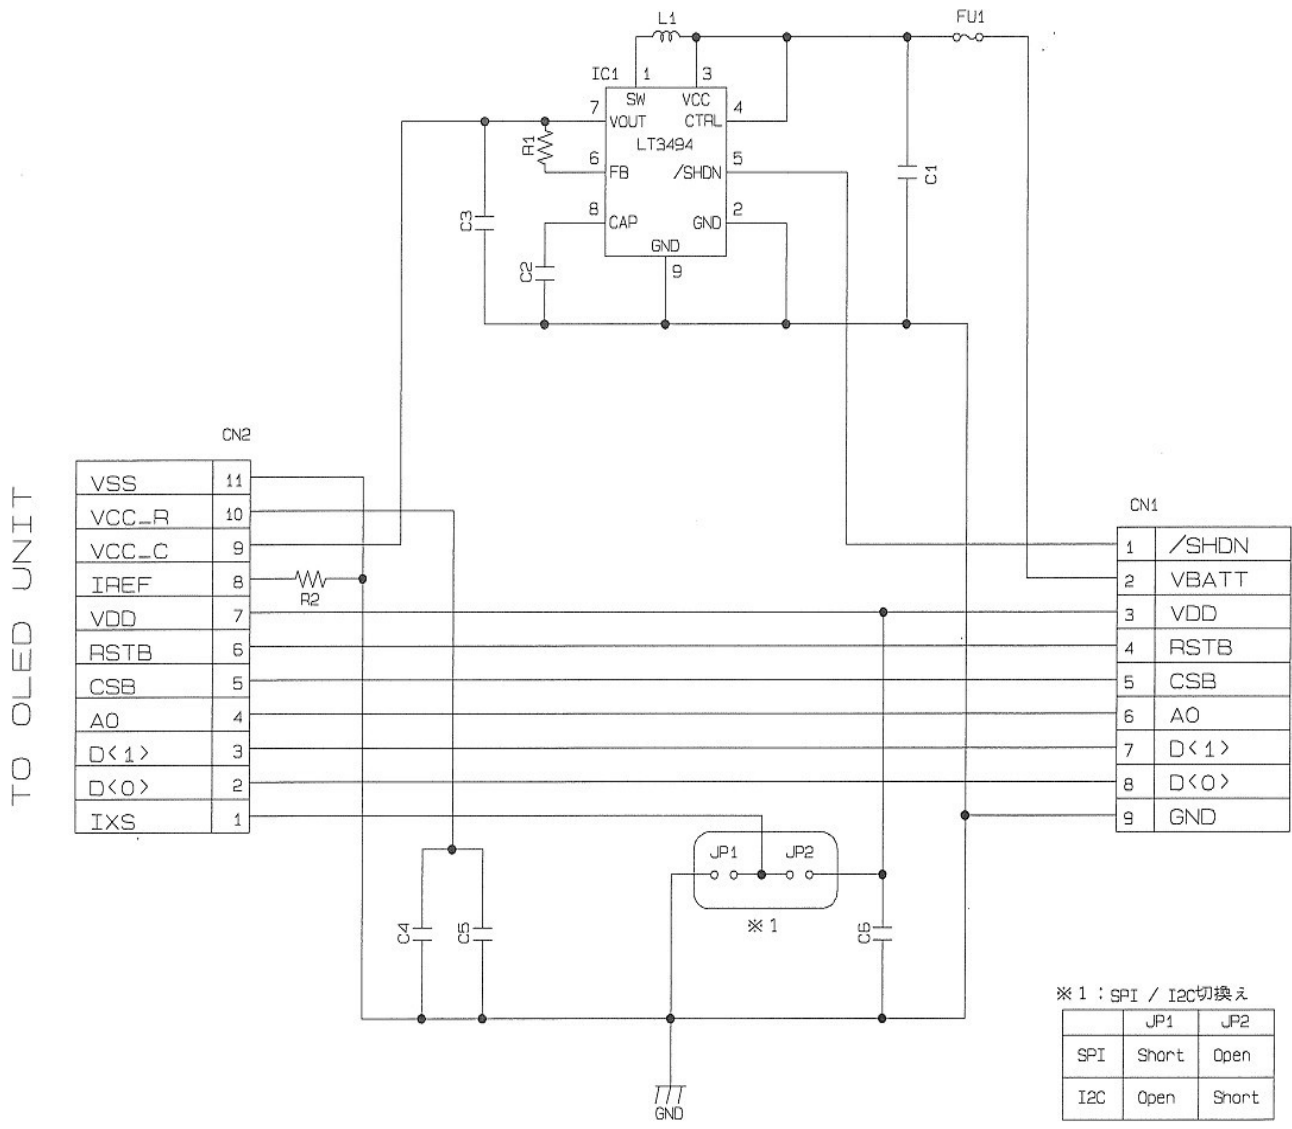 L1
FU1
IC1
1
3
SW
VCC
7
VOUT
CTRL
4
R1
LT3494
6
FB
/SHDN
5
C1
C3
8
CAP
GND
2
C2
GND
9
CN2
TO OLED UNIT
VSS 11
VCC_R 10
VCC_C 9
IREF 8
R2
VDD 7
RSTB 6
CSB 5
A0 4
D<1> 3
D<0> 2
IXS 1
CN1
1 /SHDN
2 VBATT
3 VDD
4 RSTB
5 CSB
6 A0
7 D<1>
8 D<0>
9 GND
JP1 JP2
※1
C4
C5
C6
GND
※1:SPI / I2C切換え
JP1 JP2
SPI Short Open
I2C Open Short